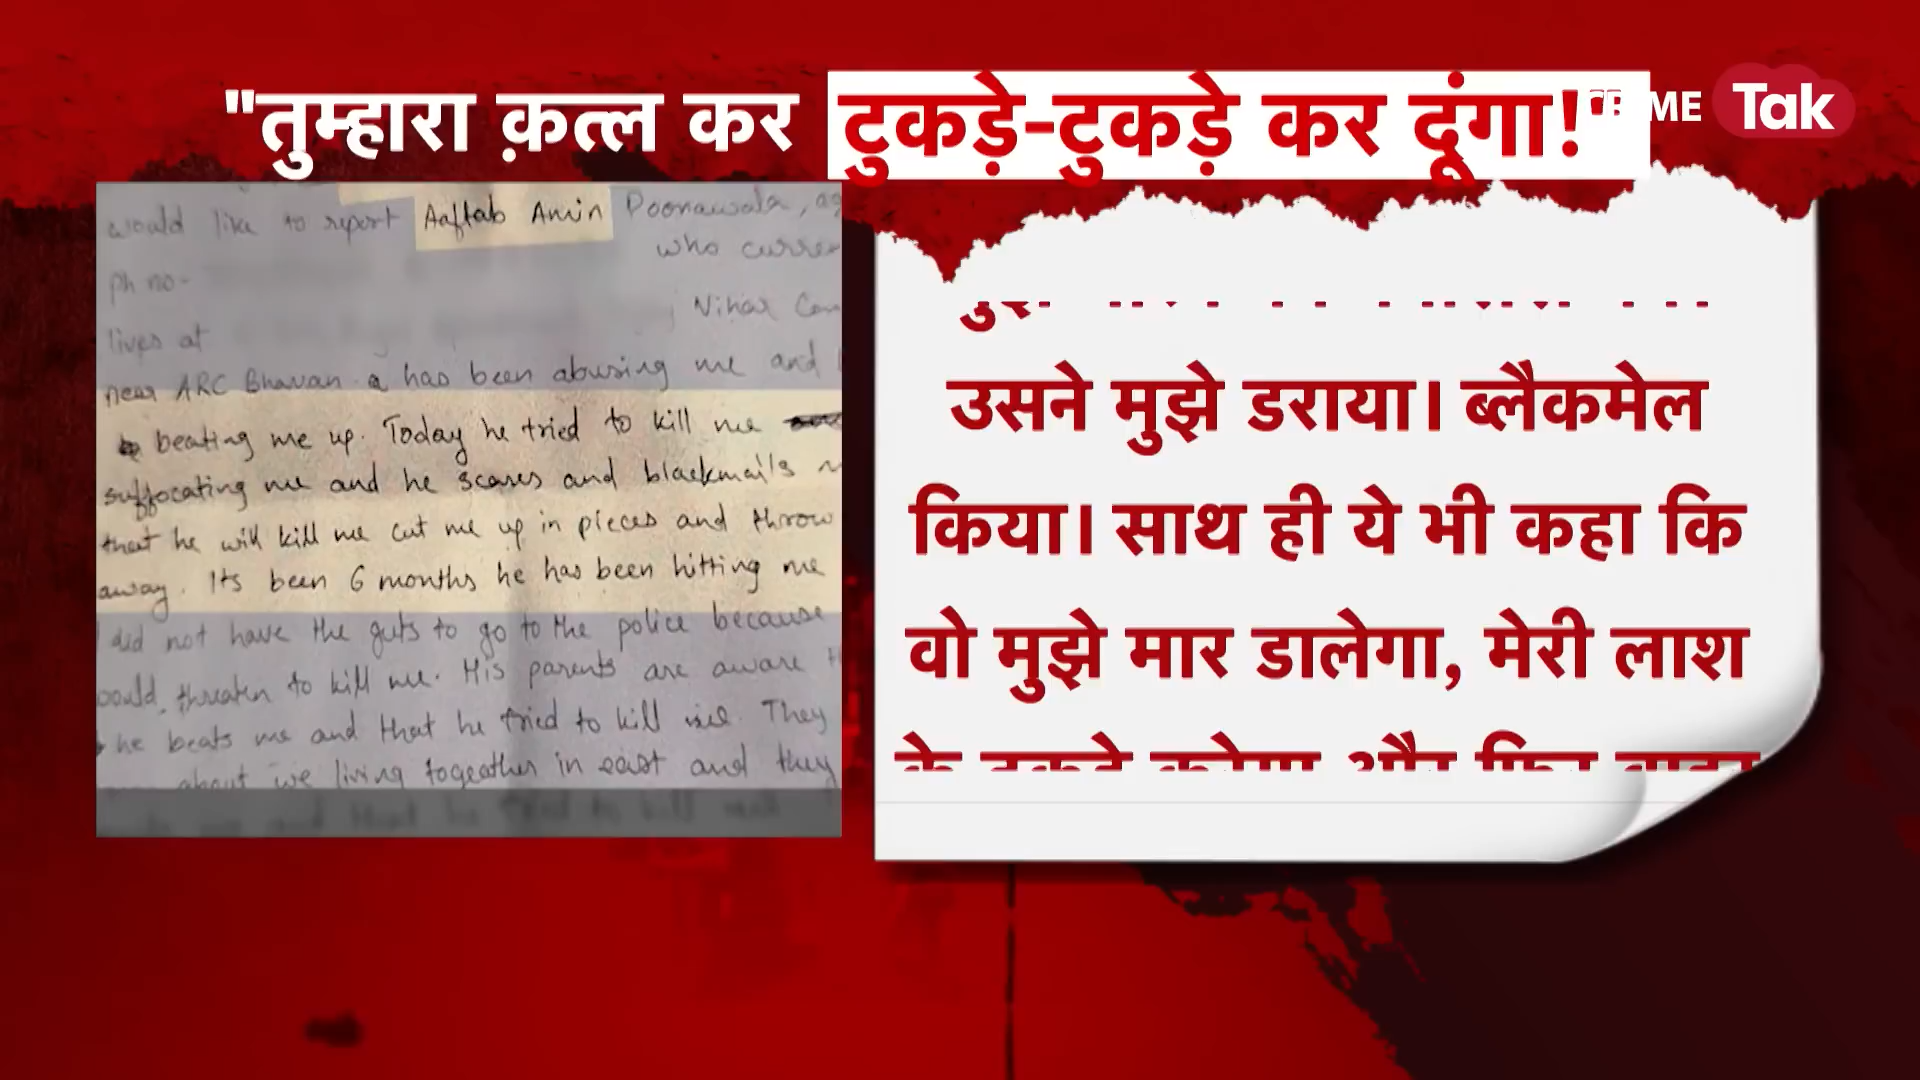 "तुम्हारा क़त्ल कर टुकड़े-टुकड़े कर दूंगा!"
Tak
would like to report Aaftab Amin Poonawala,
who
ph no-
Nihar
lives at
near ARC Bhavan a has been abusing me and
beating me up. Today he tried to kill me
suffocating me and he scares and blackmails
that he will kill me cut me up in pieces and throw
away. Its been 6 months he has been hitting me
did not have the guts to go to the police because
would threaten to kill me. His parents are aware
he beats me and that he tried to kill me. They
about we living togeather in east and they
उसने मुझे डराया। ब्लैकमेल
किया। साथ ही ये भी कहा कि
वो मुझे मार डालेगा, मेरी लाश